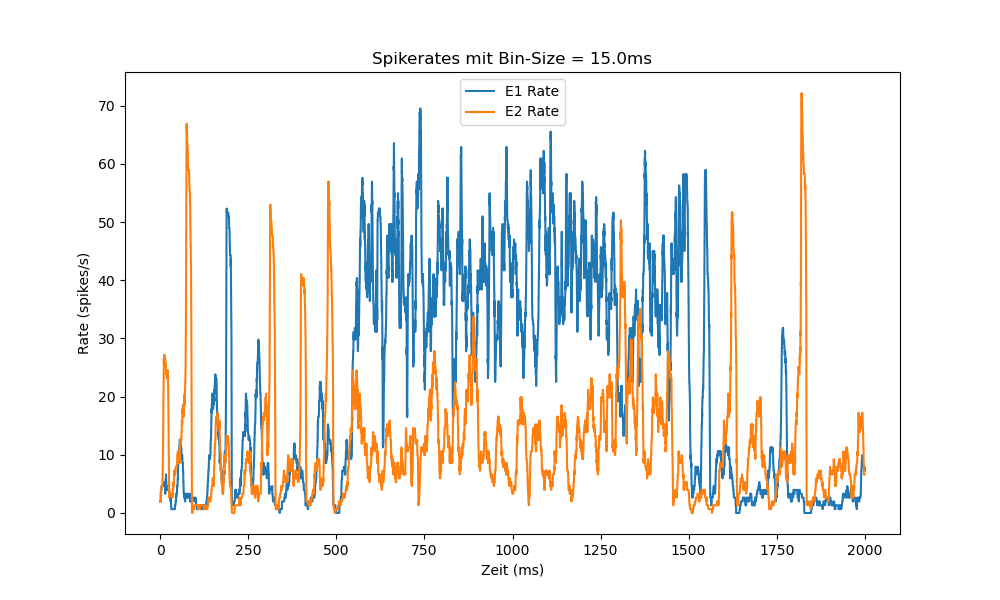 Spikerates mit Bin-Size = 15.0ms
E1 Rate
E2 Rate
70
60
50
40
30
20
10
0
Rate (spikes/s)
0 250 500 750 1000 1250 1500 1750 2000
Zeit (ms)